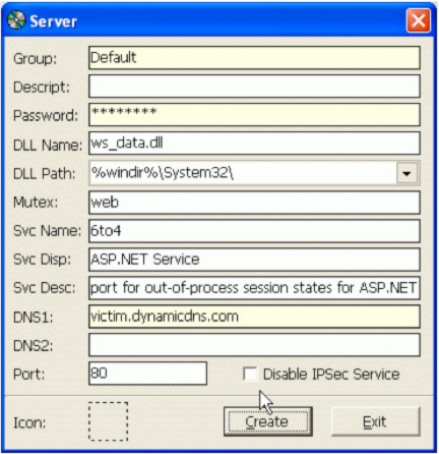 Server
Group: Default
Descript:
Password: ********
DLL Name: ws_data.dll
DLL Path: %windir%\System32\
Mutex: web
Svc Name: 6to4
Svc Disp: ASP.NET Service
Svc Desc: port for out-of-process session states for ASP.NET
DNS1: victim.dynamicdns.com
DNS2:
Port: 80 Disable IPSec Service
Icon: Create Exit